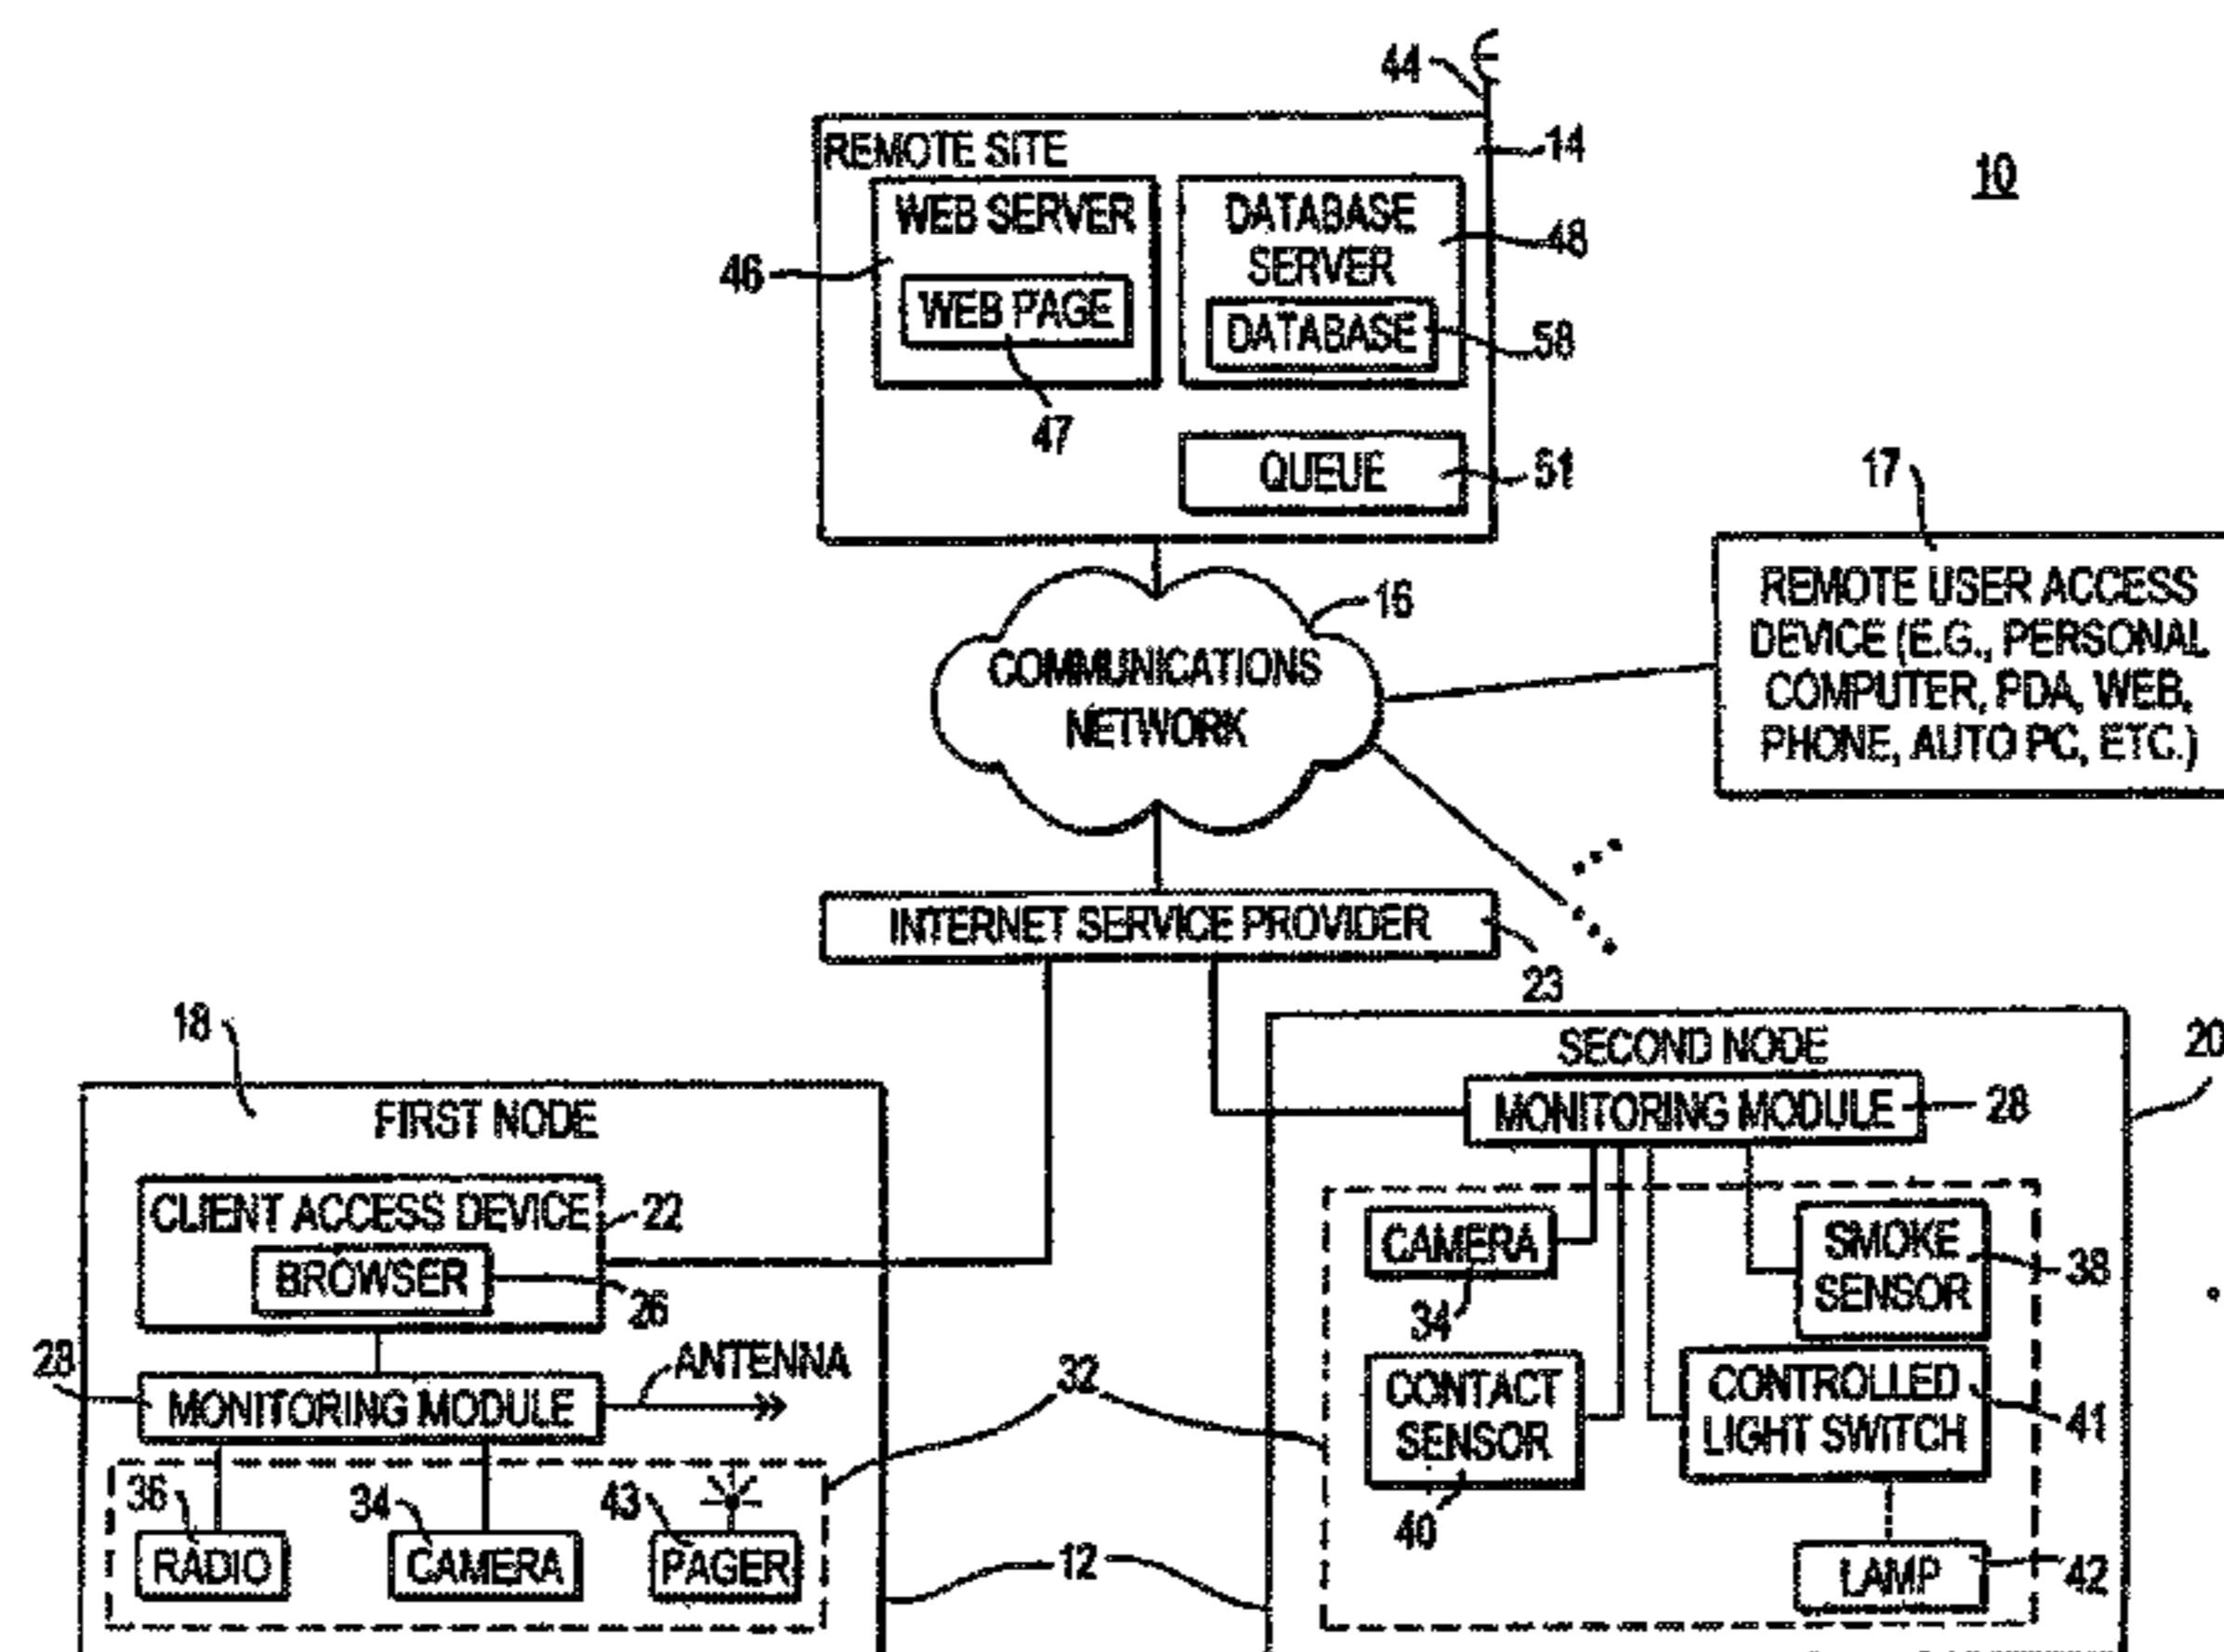 44
REMOTE SITE
14
10
WEB SERVER
DATABASE
SERVER
48
46
WEB PAGE
DATABASE
58
47
QUEUE
51
17
REMOTE USER ACCESS
DEVICE (E.G., PERSONAL
COMPUTER, PDA, WEB,
PHONE, AUTO PC, ETC.)
16
COMMUNICATIONS
NETWORK
INTERNET SERVICE PROVIDER
23
18
FIRST NODE
CLIENT ACCESS DEVICE
22
BROWSER
26
28
MONITORING MODULE
ANTENNA
36
34
43
RADIO
CAMERA
PAGER
32
12
SECOND NODE
20
MONITORING MODULE
28
CAMERA
34
SMOKE
SENSOR
38
CONTACT
SENSOR
40
CONTROLLED
LIGHT SWITCH
41
LAMP
42